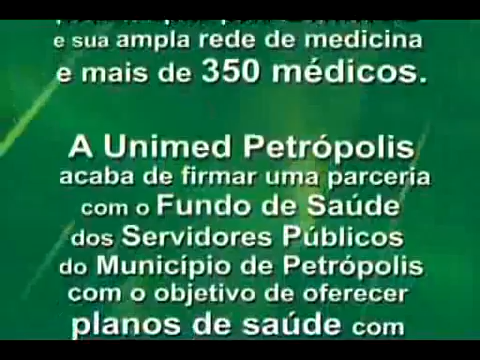 e sua ampla rede de medicina
e mais de 350 médicos.
A Unimed Petrópolis
acaba de firmar uma parceria
com o Fundo de Saúde
dos Servidores Públicos
do Município de Petrópolis
com o objetivo de oferecer
planos de saúde com